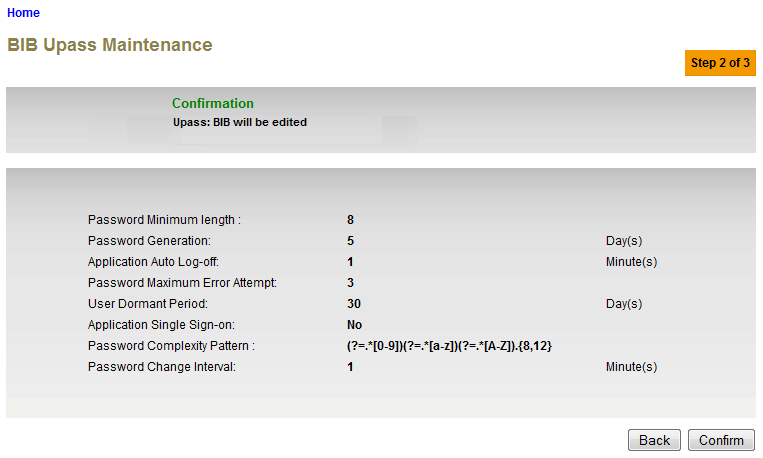 Home
BIB Upass Maintenance
Step 2 of 3
Confirmation
Upass: BIB will be edited
Password Minimum length : 8
Password Generation: 5 Day(s)
Application Auto Log-off: 1 Minute(s)
Password Maximum Error Attempt: 3
User Dormant Period: 30 Day(s)
Application Single Sign-on: No
Password Complexity Pattern : (?=.*[0-9])(?=.*[a-z])(?=.*[A-Z]).{8,12}
Password Change Interval: 1 Minute(s)
Back Confirm